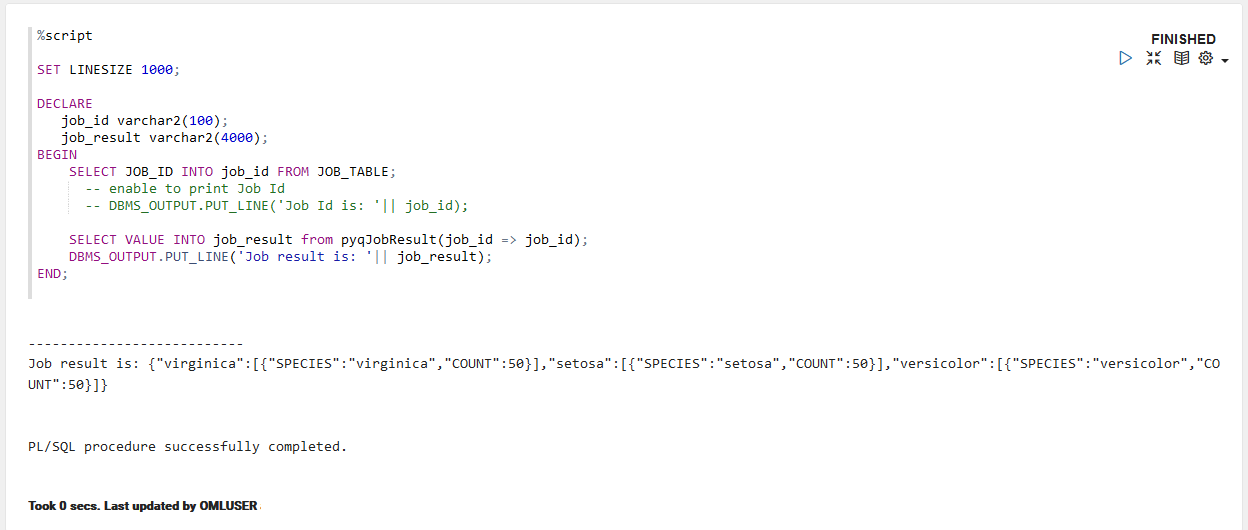 %script
FINISHED
SET LINESIZE 1000;
DECLARE
job_id varchar2(100);
job_result varchar2(4000);
BEGIN
SELECT JOB_ID INTO job_id FROM JOB_TABLE;
-- enable to print Job Id
-- DBMS_OUTPUT.PUT_LINE('Job Id is: '|| job_id);
SELECT VALUE INTO job_result from pyqJobResult(job_id => job_id);
DBMS_OUTPUT.PUT_LINE('Job result is: '|| job_result);
END;
---------------------------
Job result is: {"virginica":[{"SPECIES":"virginica","COUNT":50}],"setosa":[{"SPECIES":"setosa","COUNT":50}],"versicolor":[{"SPECIES":"versicolor","CO
UNT":50}]}
PL/SQL procedure successfully completed.
Took 0 secs. Last updated by OMLUSER